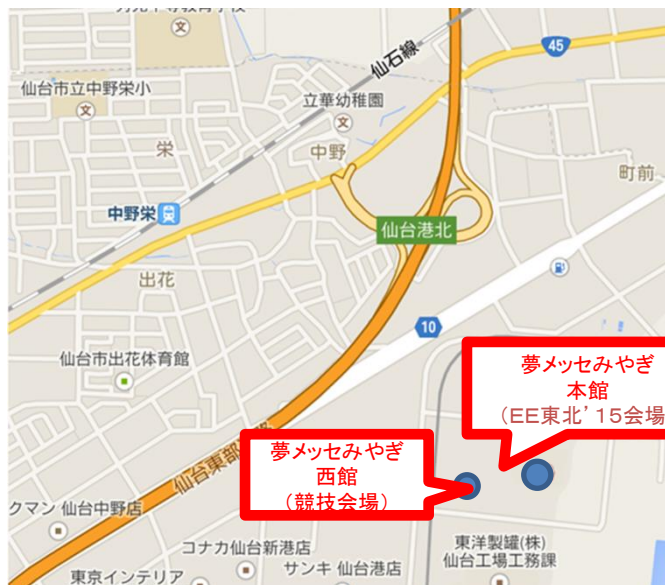 仙台市立中野栄小
仙石線
45
立華幼稚園
栄
中野
町前
中野栄
仙台港北
出花
10
仙台市出花体育館
夢メッセみやぎ
本館
（EE東北’15会場
夢メッセみやぎ
西館
（競技会場）
仙台東部
クマン 仙台中野店
コナカ仙台新港店
東洋製罐(株)
仙台工場工務課
東京インテリア
サンキ 仙台港店